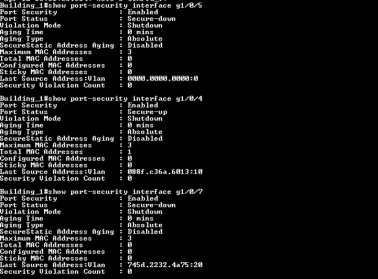 Building_1#show port-security interface g1/0/5
Port Security : Enabled
Port Status : Secure-down
Violation Mode : Shutdown
Aging Time : 0 mins
Aging Type : Absolute
SecureStatic Address Aging : Disabled
Maximum MAC Addresses : 3
Total MAC Addresses : 0
Configured MAC Addresses : 0
Sticky MAC Addresses : 0
Last Source Address:Vlan : 0000.0000.0000:0
Security Violation Count : 0
Building_1#show port-security interface g1/0/4
Port Security : Enabled
Port Status : Secure-up
Violation Mode : Shutdown
Aging Time : 0 mins
Aging Type : Absolute
SecureStatic Address Aging : Disabled
Maximum MAC Addresses : 3
Total MAC Addresses : 1
Configured MAC Addresses : 0
Sticky MAC Addresses : 0
Last Source Address:Vlan : 088f.c36a.6013:10
Security Violation Count : 0
Building_1#show port-security interface g1/0/7
Port Security : Enabled
Port Status : Secure-down
Violation Mode : Shutdown
Aging Time : 0 mins
Aging Type : Absolute
SecureStatic Address Aging : Disabled
Maximum MAC Addresses : 3
Total MAC Addresses : 0
Configured MAC Addresses : 0
Sticky MAC Addresses : 0
Last Source Address:Vlan : 745d.2232.4a75:20
Security Violation Count : 0